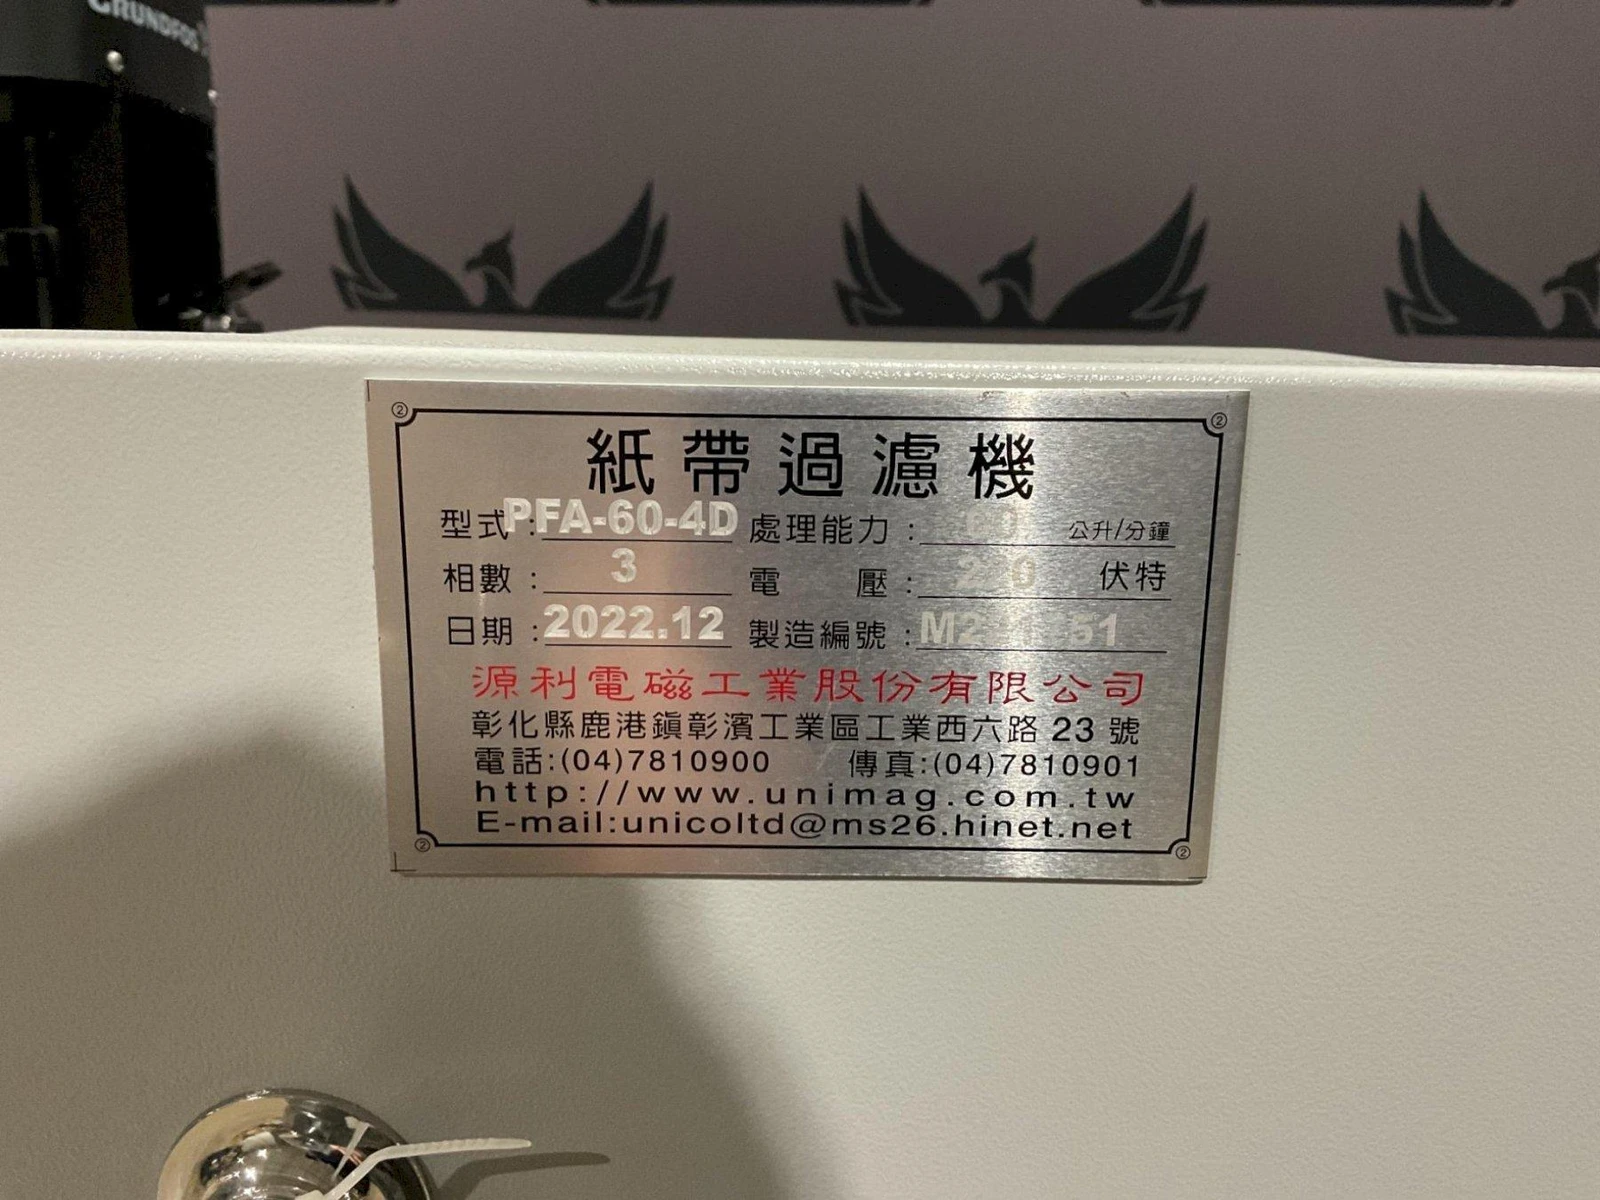 GRUNDFOS
紙帶過濾機
型式:PFA-60-4D 處理能力: 公升/分鐘
相數:3 電壓: 伏特
日期:2022.12 製造編號:
源利電磁工業股份有限公司
彰化縣鹿港鎮彰濱工業區工業西六路 23 號
電話:(04)7810900 傳真:(04)7810901
http://www.unimag.com.tw
E-mail:unicoltd@ms26.hinet.net